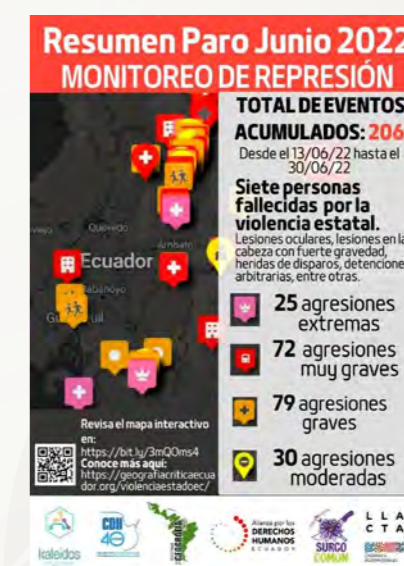 Resumen Paro Junio 2022
MONITOREO DE REPRESIÓN
TOTAL DE EVENTOS
ACUMULADOS: 206
Desde el 13/06/22 hasta el
30/06/22
Siete personas
fallecidas por la
violencia estatal.
Lesiones oculares, lesiones en la
cabeza con fuerte gravedad,
heridas de disparos, detencione
arbitrarias, entre otras.
25 agresiones
extremas
72 agresiones
muy graves
79 agresiones
graves
30 agresiones
moderadas
Quevedo
Ambato
Ecuador
Babahoyo
Revisa el mapa interactivo
en:
https://bit.ly/3mQOms4
Conoce más aquí:
https://geografiacriticaecua
dor.org/violenciaestadoec/
kaleidos
CDH
40
GEOGRAFÍA
Alianza por los
DERECHOS
HUMANOS
ECUADOR
SURCO
COMÚN
L L A
C T A